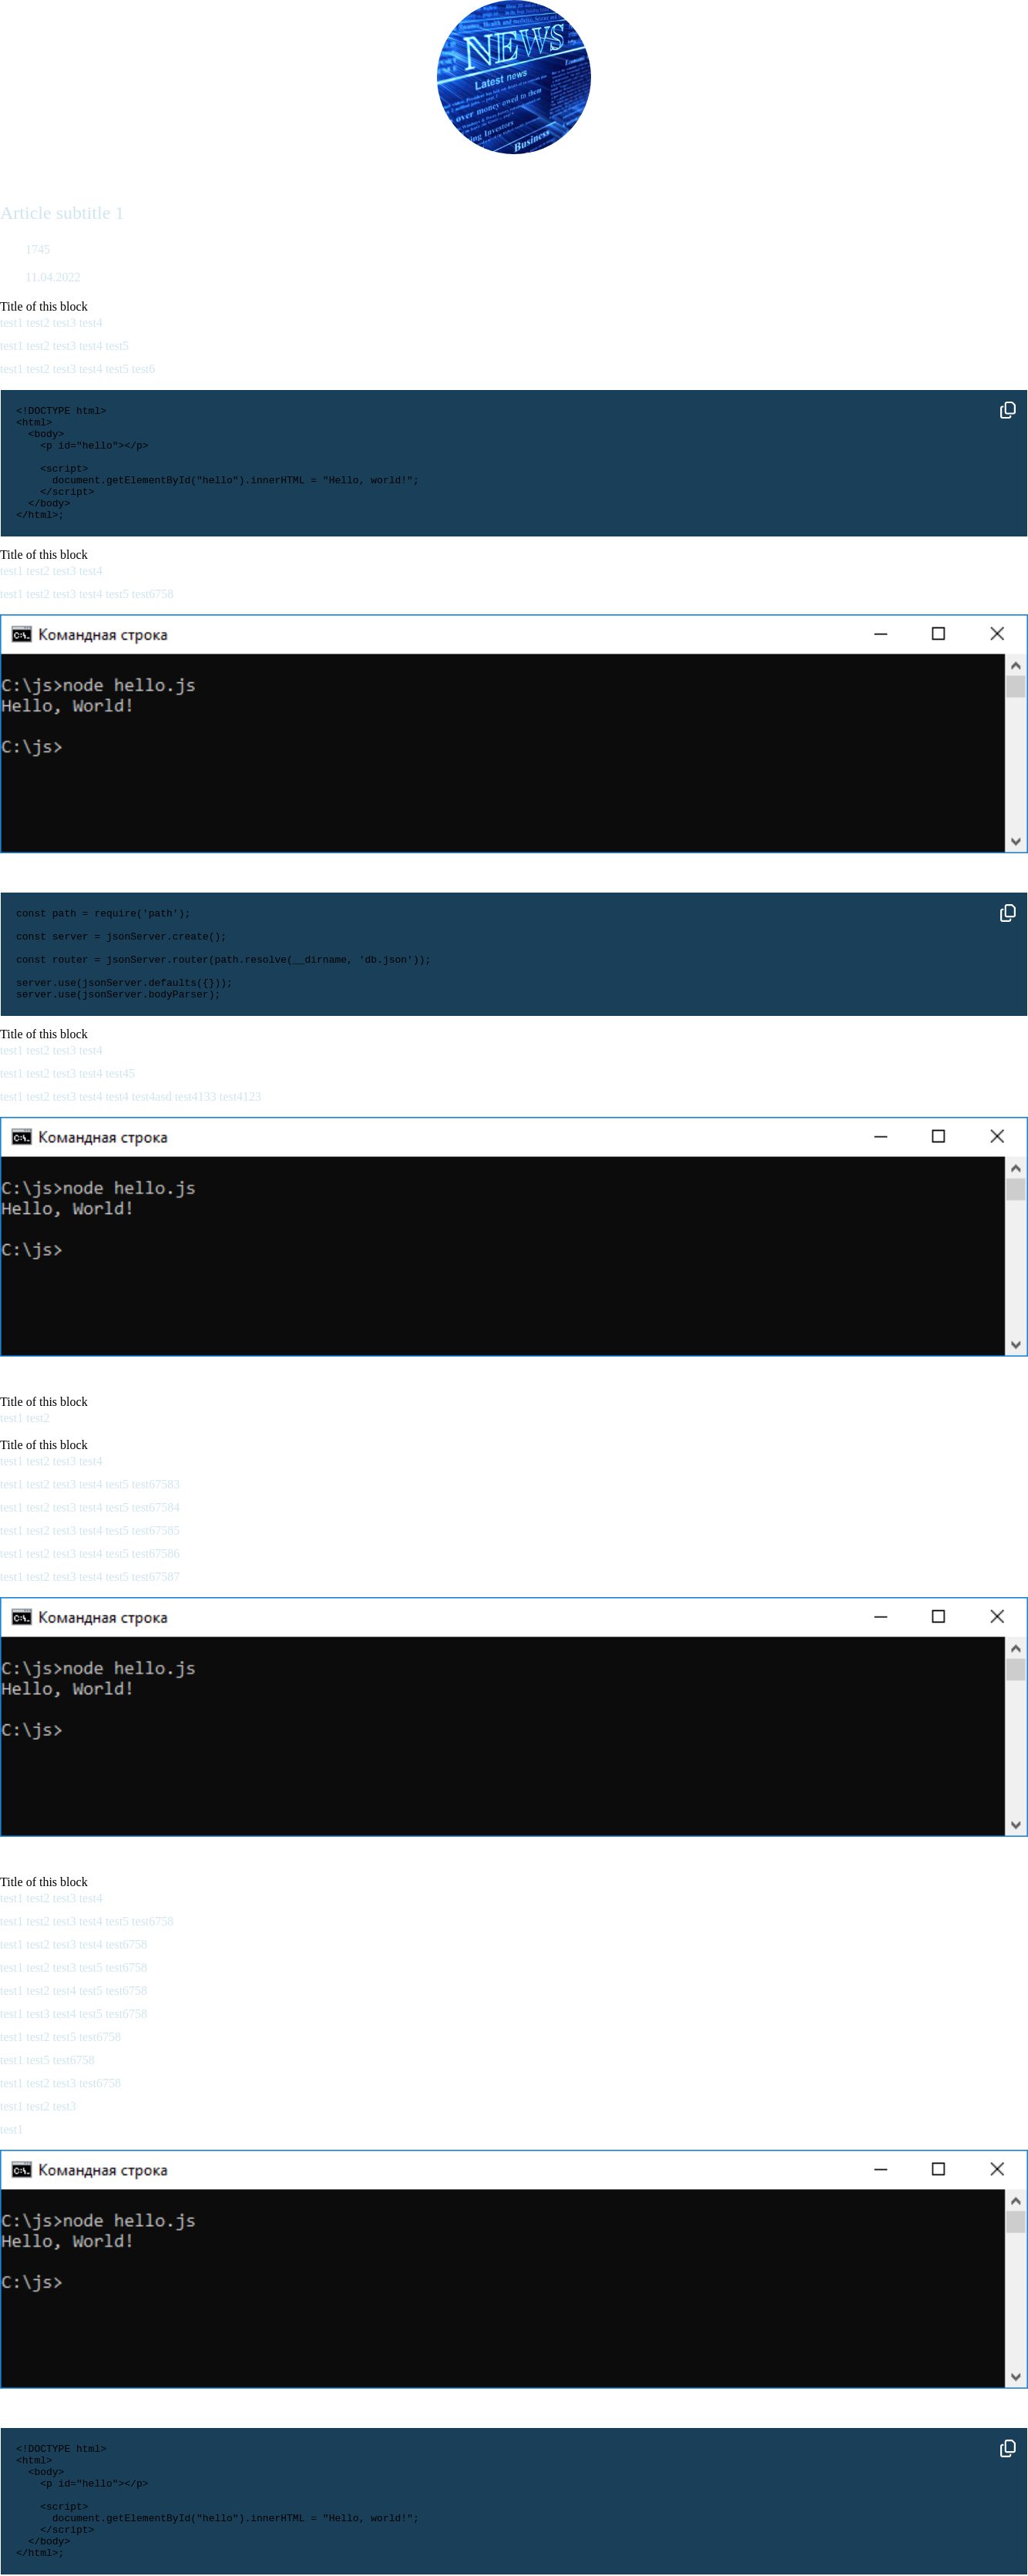 NEWS
Latest news
over money owed to them
Investors
Business
Article subtitle 1
1745
11.04.2022
Title of this block
test1 test2 test3 test4
test1 test2 test3 test4 test5
test1 test2 test3 test4 test5 test6
<!DOCTYPE html>
<html>
  <body>
    <p id="hello"></p>

    <script>
      document.getElementById("hello").innerHTML = "Hello, world!";
    </script>
  </body>
</html>;
Title of this block
test1 test2 test3 test4
test1 test2 test3 test4 test5 test6758
C:\. Командная строка
C:\js>node hello.js
Hello, World!
C:\js>
const path = require('path');

const server = jsonServer.create();

const router = jsonServer.router(path.resolve(__dirname, 'db.json'));

server.use(jsonServer.defaults({}));
server.use(jsonServer.bodyParser);
Title of this block
test1 test2 test3 test4
test1 test2 test3 test4 test45
test1 test2 test3 test4 test4 test4asd test4133 test4123
C:\. Командная строка
C:\js>node hello.js
Hello, World!
C:\js>
Title of this block
test1 test2
Title of this block
test1 test2 test3 test4
test1 test2 test3 test4 test5 test67583
test1 test2 test3 test4 test5 test67584
test1 test2 test3 test4 test5 test67585
test1 test2 test3 test4 test5 test67586
test1 test2 test3 test4 test5 test67587
C:\. Командная строка
C:\js>node hello.js
Hello, World!
C:\js>
Title of this block
test1 test2 test3 test4
test1 test2 test3 test4 test5 test6758
test1 test2 test3 test4 test6758
test1 test2 test3 test5 test6758
test1 test2 test4 test5 test6758
test1 test3 test4 test5 test6758
test1 test2 test5 test6758
test1 test5 test6758
test1 test2 test3 test6758
test1 test2 test3
test1
C:\. Командная строка
C:\js>node hello.js
Hello, World!
C:\js>
<!DOCTYPE html>
<html>
  <body>
    <p id="hello"></p>

    <script>
      document.getElementById("hello").innerHTML = "Hello, world!";
    </script>
  </body>
</html>;